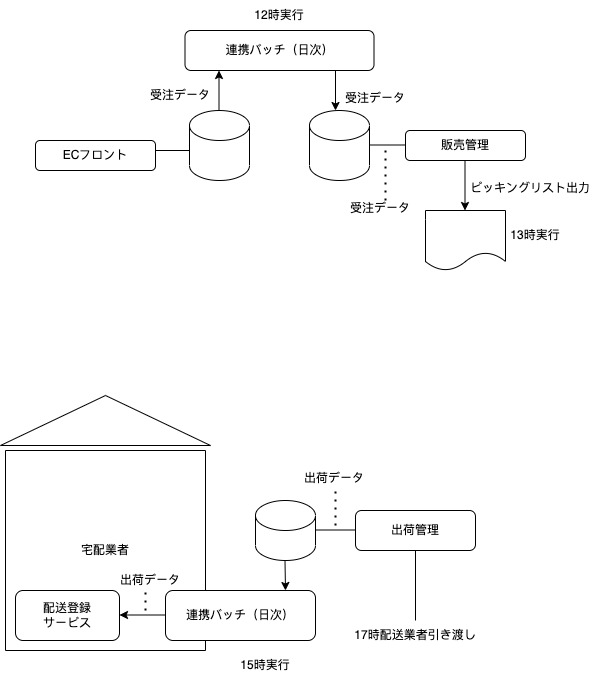 12時実行
連携バッチ（日次）
受注データ
受注データ
ECフロント
販売管理
ピッキングリスト出力
受注データ
13時実行
出荷データ
出荷管理
宅配業者
出荷データ
配送登録
サービス
連携バッチ（日次）
17時配送業者引き渡し
15時実行